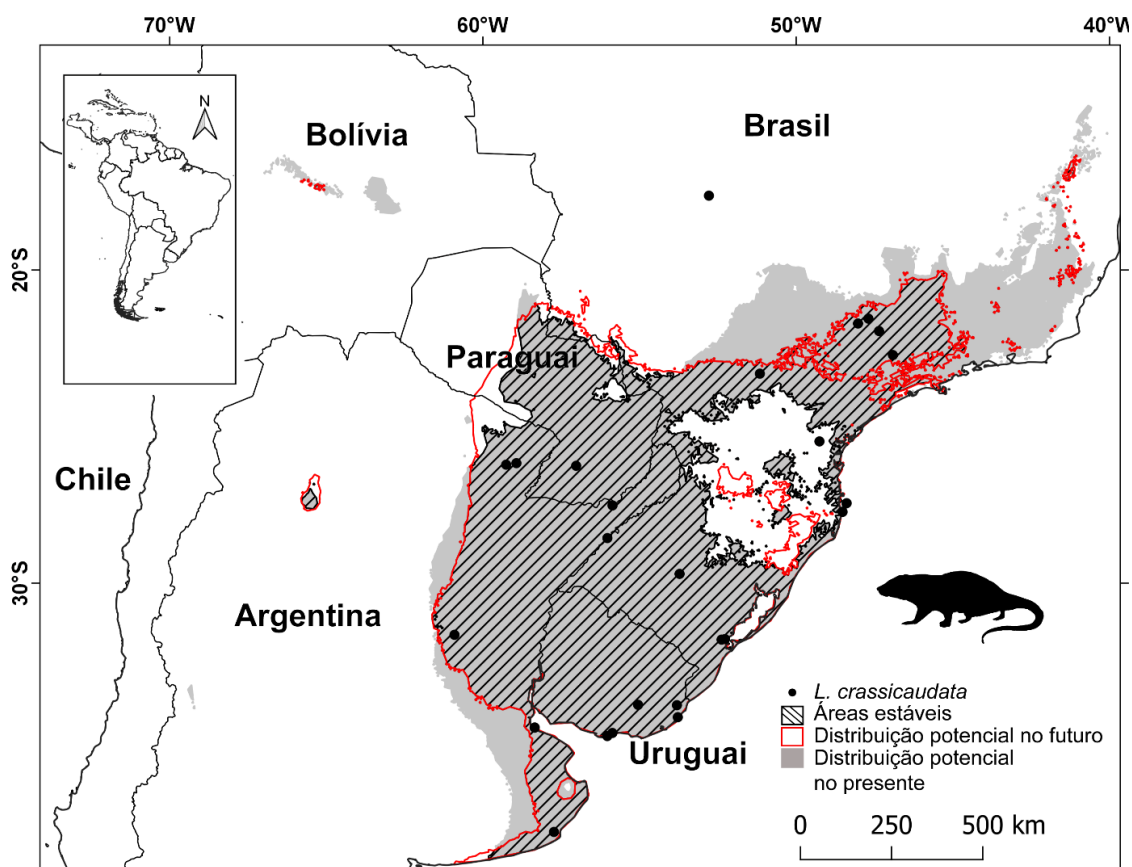 70°W 60°W 50°W 40°W
N
Bolívia
Brasil
20°S
Paraguai
Chile
30°S
Argentina
L. crassicaudata
Áreas estáveis
Distribuição potencial no futuro
Distribuição potencial
no presente
Uruguai
0 250 500 km